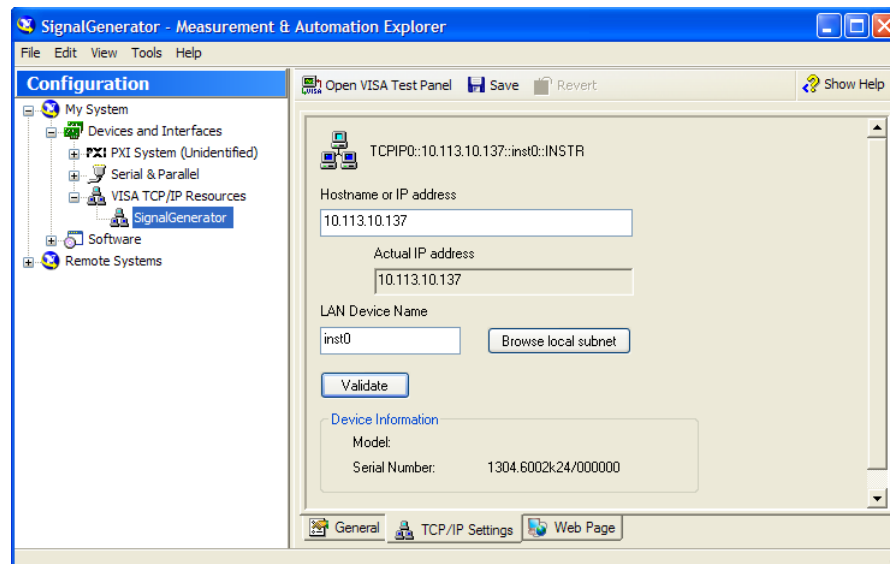 SignalGenerator - Measurement & Automation Explorer
File Edit View Tools Help
Configuration
My System
Devices and Interfaces
PXI PXI System (Unidentified)
Serial & Parallel
VISA TCP/IP Resources
SignalGenerator
Software
Remote Systems
VISA Open VISA Test Panel Save Revert Show Help
TCPIP0::10.113.10.137::inst0::INSTR
Hostname or IP address
10.113.10.137
Actual IP address
10.113.10.137
LAN Device Name
inst0 Browse local subnet
Validate
Device Information
Model:
Serial Number: 1304.6002k24/000000
General TCP/IP Settings Web Page